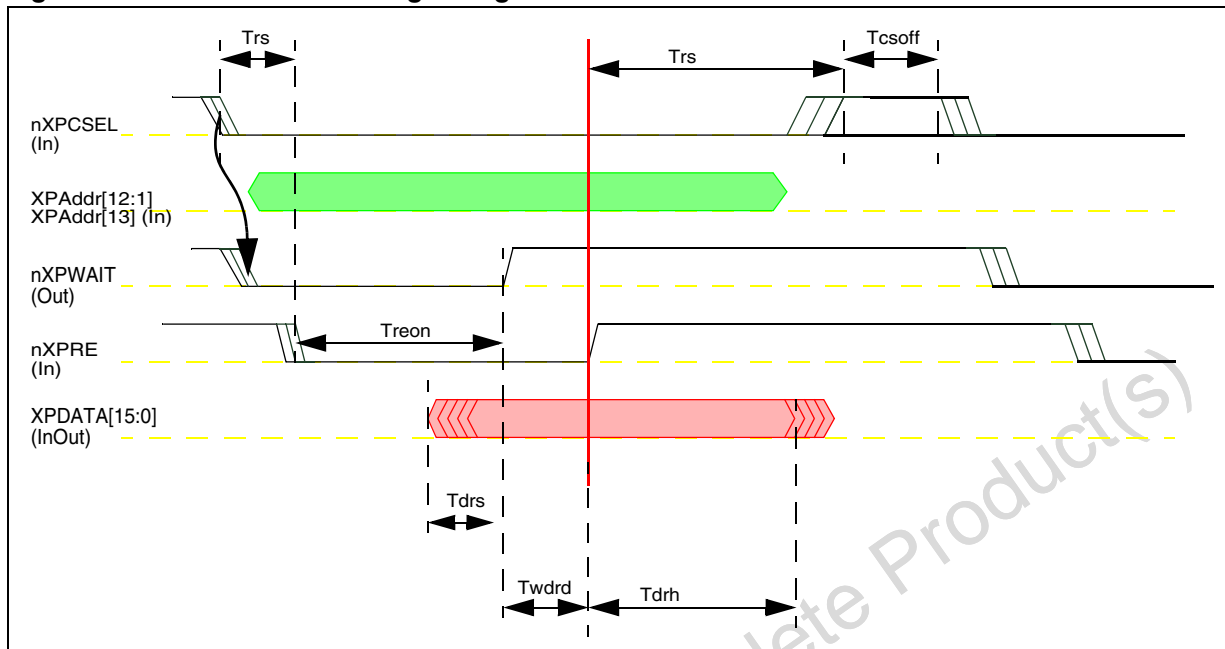 Trs
Trs
Tcsoff
nXPCSEL
(In)
XPAddr[12:1]
XPAddr[13] (In)
nXPWAIT
(Out)
Treon
nXPRE
(In)
XPDATA[15:0]
(InOut)
Tdrs
Twdrd
Tdrh
Product(s)